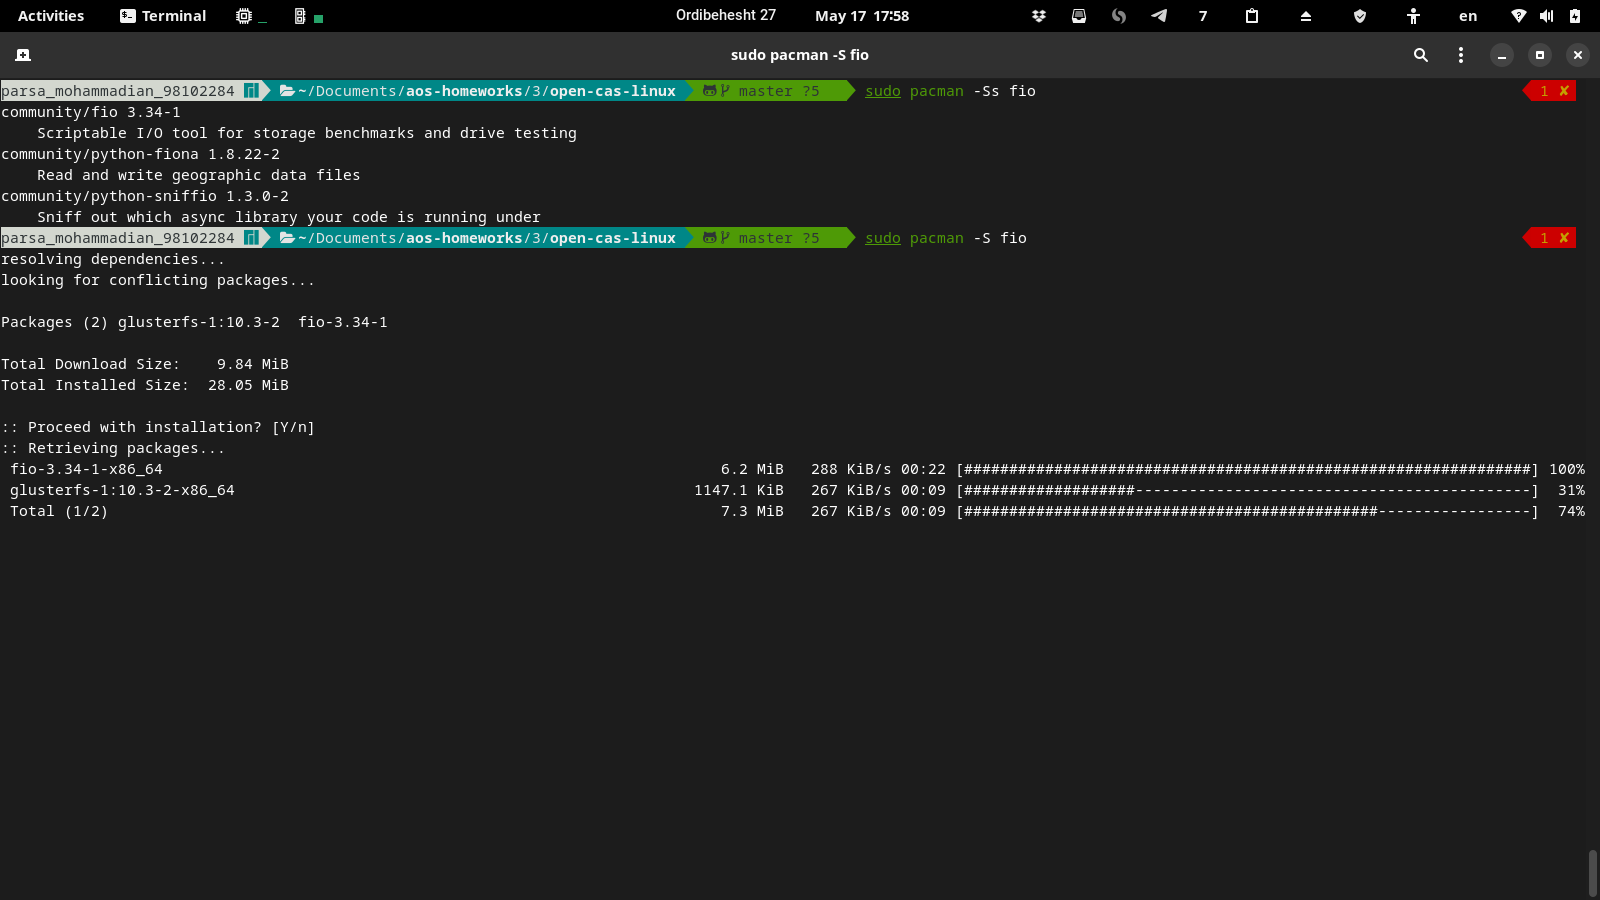 Activities Terminal Ordibehesht 27 May 17 17:58 7 en
sudo pacman -S fio
parsa_mohammadian_98102284 ~/Documents/aos-homeworks/3/open-cas-linux master ?5 sudo pacman -Ss fio 1 ✘
community/fio 3.34-1
    Scriptable I/O tool for storage benchmarks and drive testing
community/python-fiona 1.8.22-2
    Read and write geographic data files
community/python-sniffio 1.3.0-2
    Sniff out which async library your code is running under
parsa_mohammadian_98102284 ~/Documents/aos-homeworks/3/open-cas-linux master ?5 sudo pacman -S fio 1 ✘
resolving dependencies...
looking for conflicting packages...
Packages (2) glusterfs-1:10.3-2  fio-3.34-1
Total Download Size:    9.84 MiB
Total Installed Size:  28.05 MiB
:: Proceed with installation? [Y/n]
:: Retrieving packages...
 fio-3.34-1-x86_64 6.2 MiB   288 KiB/s 00:22 [###############################################################] 100%
 glusterfs-1:10.3-2-x86_64 1147.1 KiB   267 KiB/s 00:09 [###################--------------------------------------------]  31%
 Total (1/2) 7.3 MiB   267 KiB/s 00:09 [##############################################-----------------]  74%